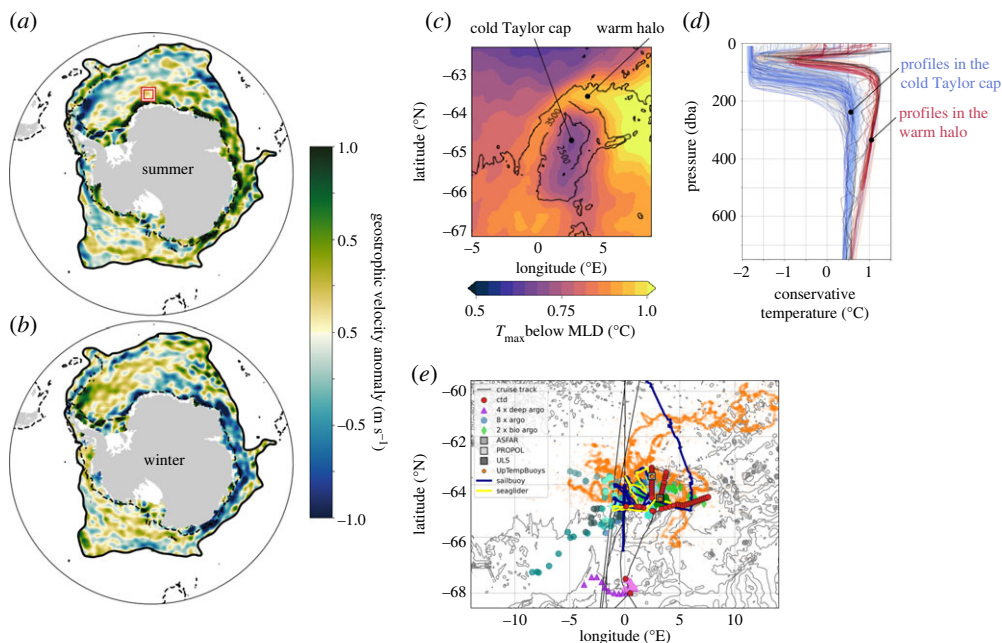 (a)
summer
(b)
winter
1.0
0.5
0.5
−0.5
−1.0
geostrophic velocity anomaly (m s⁻¹)
(c)
cold Taylor cap
warm halo
−63
−64
−65
−66
−67
latitude (°N)
3500
2500
−5
0
5
longitude (°E)
0.5
0.75
1.0
Tmax below MLD (°C)
(d)
0
200
400
600
pressure (dba)
profiles in the
cold Taylor cap
profiles in the
warm halo
−2
−1
0
1
conservative
temperature (°C)
(e)
−60
−62
−64
−66
−68
latitude (°N)
cruise track
ctd
4 x deep argo
8 x argo
2 x bio argo
ASFAR
PROPOL
ULS
UpTempBuoys
sailbuoy
seaglider
−10
−5
0
5
10
longitude (°E)